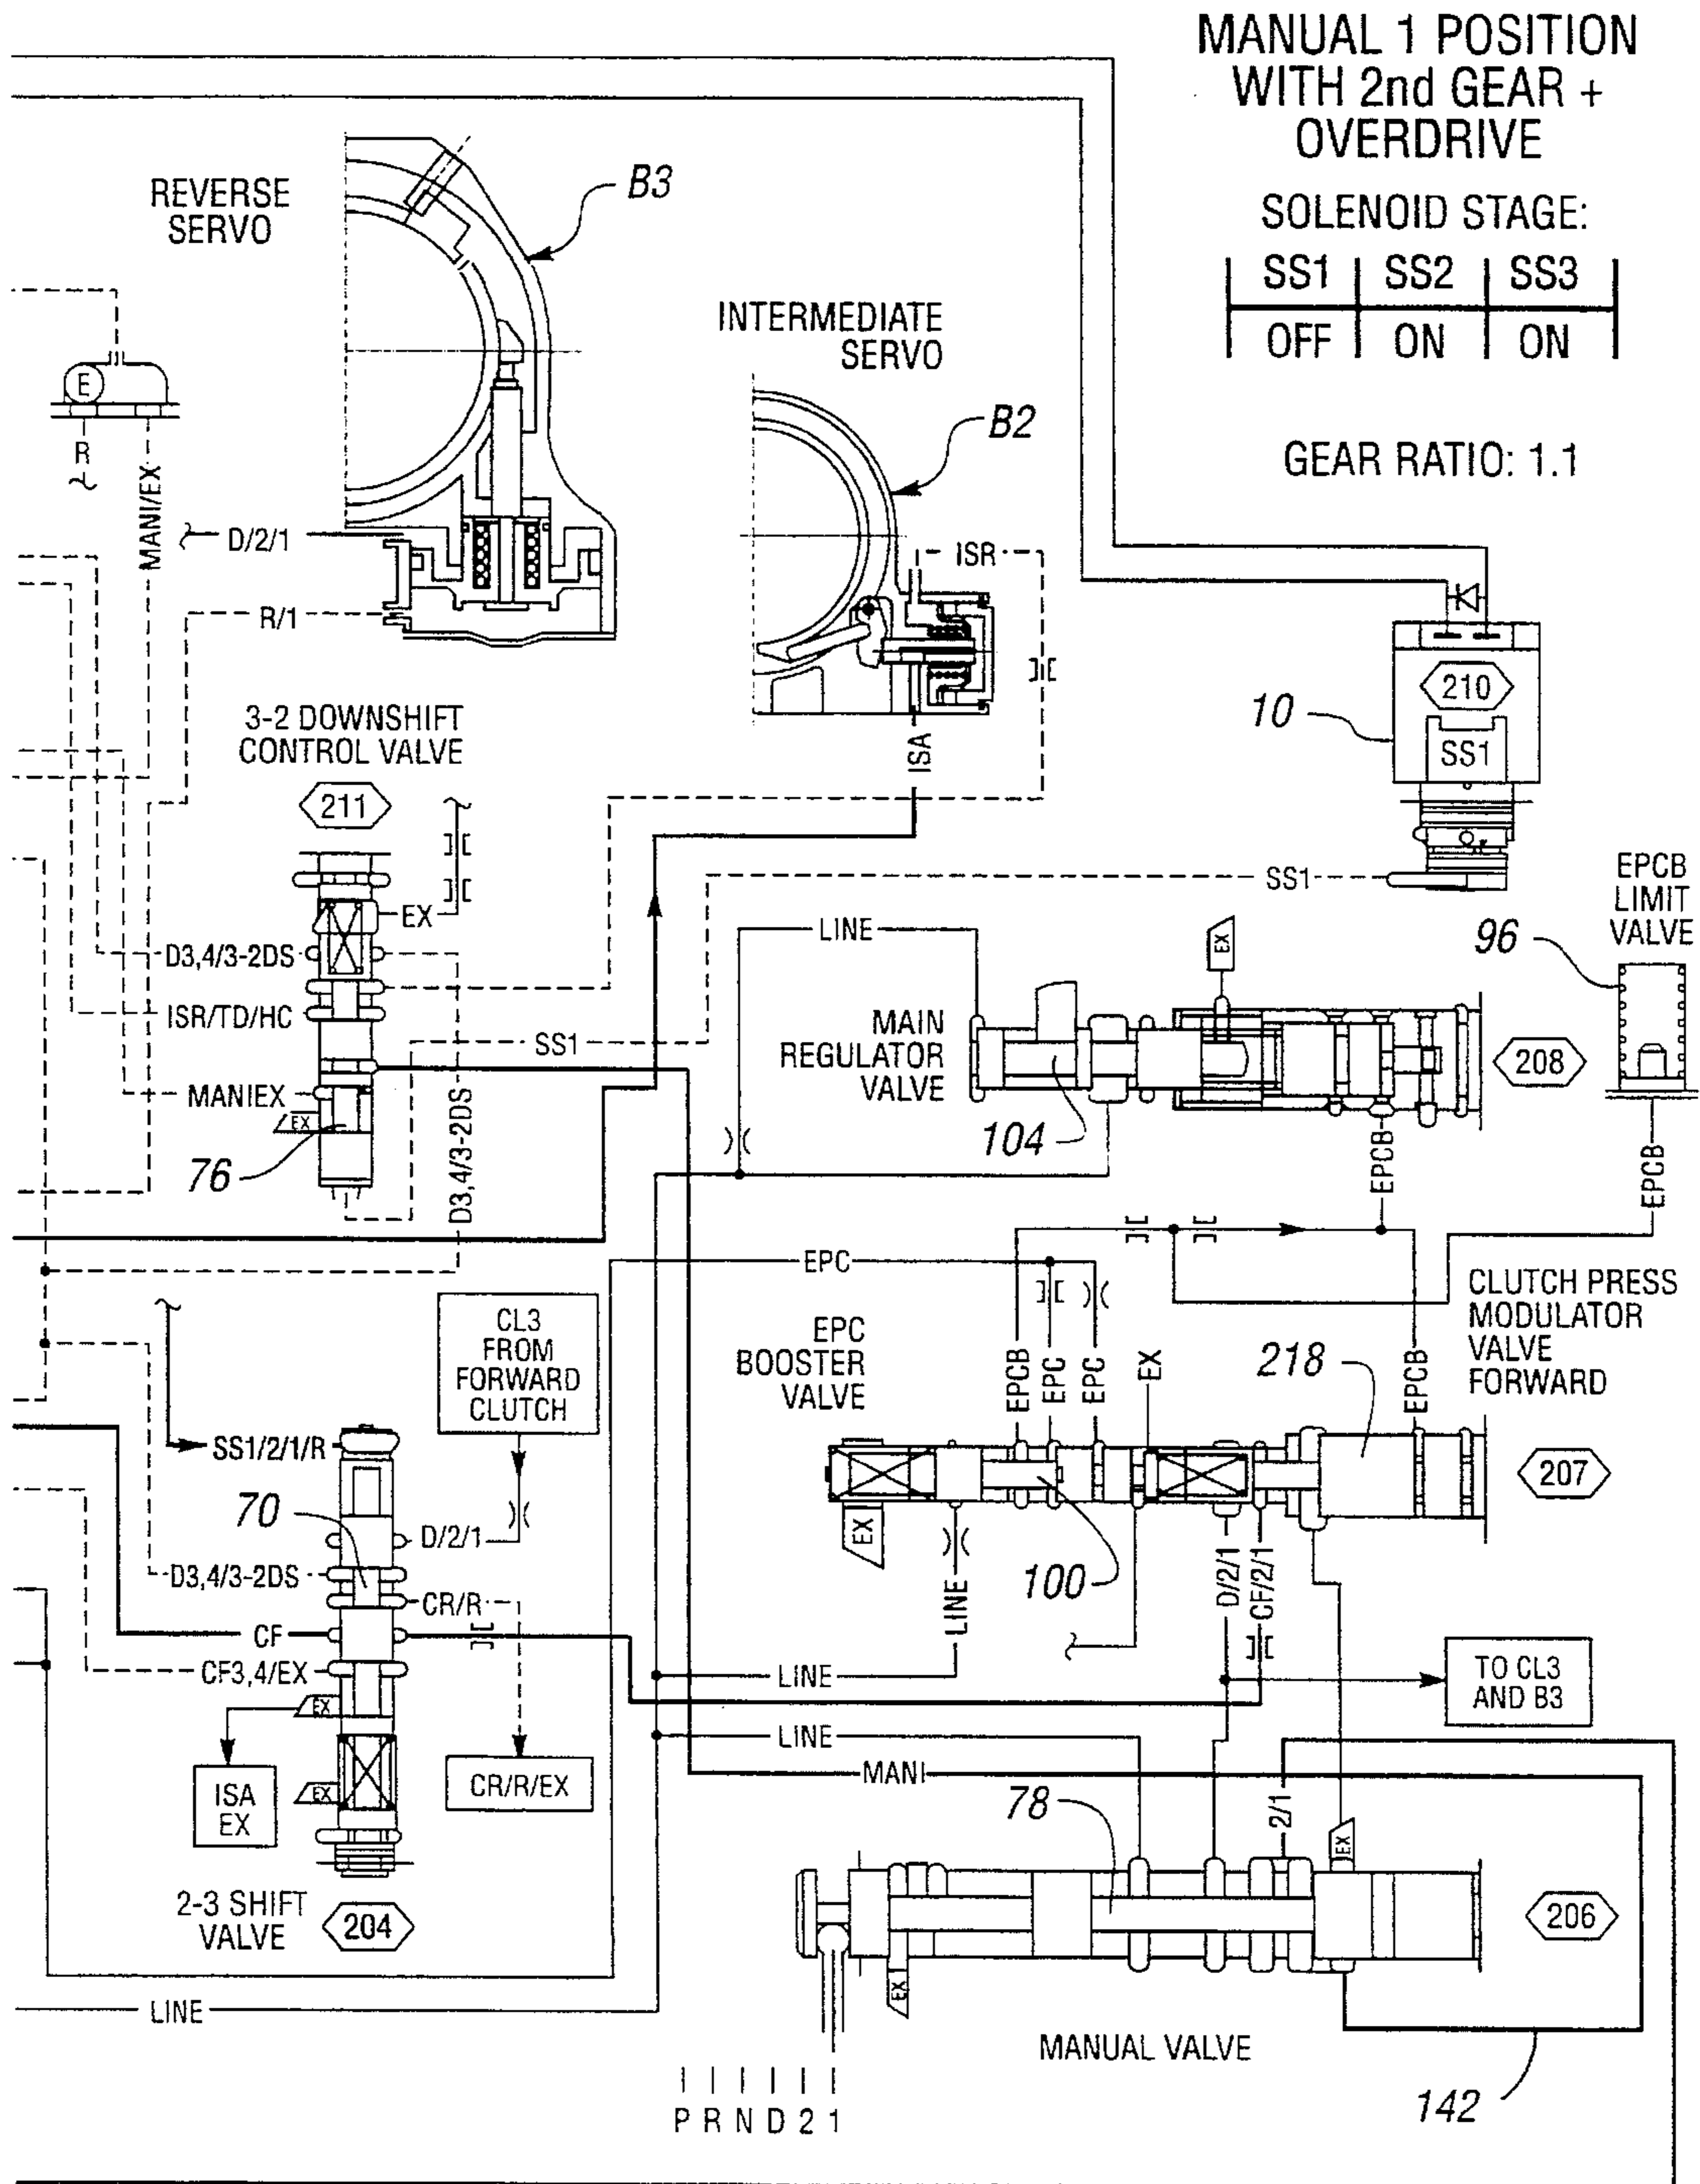 MANUAL 1 POSITION
WITH 2nd GEAR +
OVERDRIVE
SOLENOID STAGE:
SS1 SS2 SS3
OFF ON ON
GEAR RATIO: 1.1
REVERSE
SERVO
B3
INTERMEDIATE
SERVO
B2
E
R
MANI/EX
D/2/1
R/1
ISR
ISA
10
210
SS1
3-2 DOWNSHIFT
CONTROL VALVE
211
EX
D3,4/3-2DS
ISR/TD/HC
SS1
SS1
MANIEX
EX
76
D3,4/3-2DS
LINE
EX
MAIN
REGULATOR
VALVE
104
208
EPCB
LIMIT
VALVE
96
EPCB
EPCB
EPC
CL3
FROM
FORWARD
CLUTCH
EPC
BOOSTER
VALVE
EPCB
EPC
EPC
EX
218
EPCB
CLUTCH PRESS
MODULATOR
VALVE
FORWARD
207
SS1/2/1/R
70
D/2/1
D3,4/3-2DS
CR/R
CF
CF3,4/EX
EX
EX
ISA
EX
CR/R/EX
2-3 SHIFT
VALVE
204
EX
LINE
100
D/2/1
CF/2/1
LINE
TO CL3
AND B3
LINE
MANI
78
2/1
EX
206
EX
LINE
MANUAL VALVE
142
P R N D 2 1